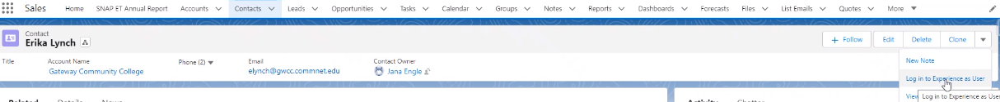 Sales Home SNAP ET Annual Report Accounts Contacts Leads Opportunities Tasks Calendar Groups Notes Reports Dashboards Forecasts Files List Emails Quotes More
Contact
Erika Lynch
+ Follow Edit Delete Clone
Title Account Name Phone (2) Email Contact Owner
Gateway Community College elynch@gwcc.commnet.edu Jana Engle
New Note
Log in to Experience as User
View
Log in to Experience as User
Related Details News Activity Chatter